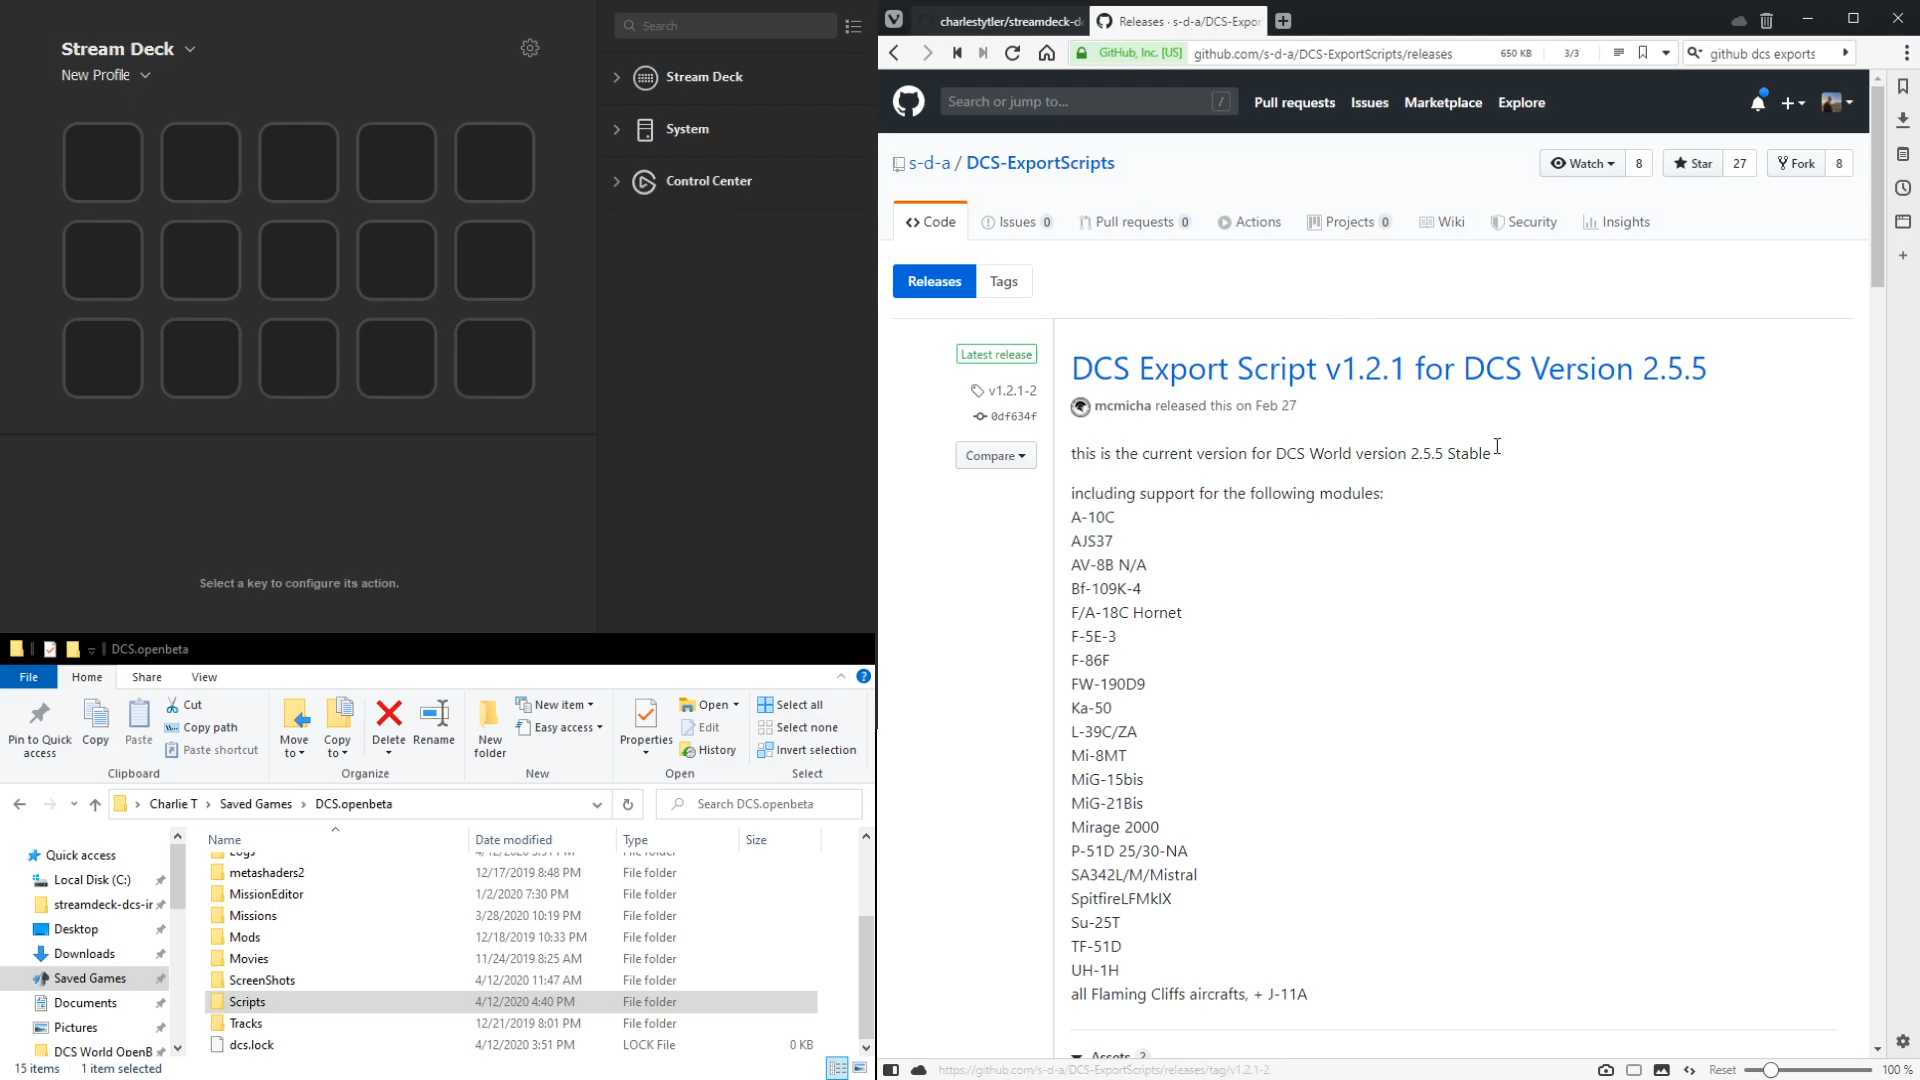 Stream Deck
New Profile
Select a key to configure its action.
Search
Stream Deck
System
Control Center
DCS.openbeta
File Home Share View
Pin to Quick access
Copy
Paste
Cut
Copy path
Paste shortcut
Clipboard
Move to
Copy to
Delete
Rename
Organize
New folder
New item
Easy access
New
Properties
Open
Edit
History
Open
Select all
Select none
Invert selection
Select
Charlie T > Saved Games > DCS.openbeta
Search DCS.openbeta
Quick access
Local Disk (C:)
streamdeck-dcs-ir
Desktop
Downloads
Saved Games
Documents
Pictures
DCS World OpenB
Name Date modified Type Size
Logs 4/12/2020 3:51 PM File folder
metashaders2 12/17/2019 8:48 PM File folder
MissionEditor 1/2/2020 7:30 PM File folder
Missions 3/28/2020 10:19 PM File folder
Mods 12/18/2019 10:33 PM File folder
Movies 11/24/2019 8:25 AM File folder
ScreenShots 4/12/2020 11:47 AM File folder
Scripts 4/12/2020 4:40 PM File folder
Tracks 12/21/2019 8:01 PM File folder
dcs.lock 4/12/2020 3:51 PM LOCK File 0 KB
15 items 1 item selected
charlestytler/streamdeck-d
Releases · s-d-a/DCS-Expor
GitHub, Inc. [US] github.com/s-d-a/DCS-ExportScripts/releases 650 KB 3/3 github dcs exports
Search or jump to... / Pull requests Issues Marketplace Explore
s-d-a / DCS-ExportScripts
Watch 8 Star 27 Fork 8
Code Issues 0 Pull requests 0 Actions Projects 0 Wiki Security Insights
Releases Tags
Latest release
v1.2.1-2
0df634f
Compare
DCS Export Script v1.2.1 for DCS Version 2.5.5
mcmicha released this on Feb 27
this is the current version for DCS World version 2.5.5 Stable
including support for the following modules:
A-10C
AJS37
AV-8B N/A
Bf-109K-4
F/A-18C Hornet
F-5E-3
F-86F
FW-190D9
Ka-50
L-39C/ZA
Mi-8MT
MiG-15bis
MiG-21Bis
Mirage 2000
P-51D 25/30-NA
SA342L/M/Mistral
SpitfireLFMkIX
Su-25T
TF-51D
UH-1H
all Flaming Cliffs aircrafts, + J-11A
Assets 2
https://github.com/s-d-a/DCS-ExportScripts/releases/tag/v1.2.1-2
Reset 100 %